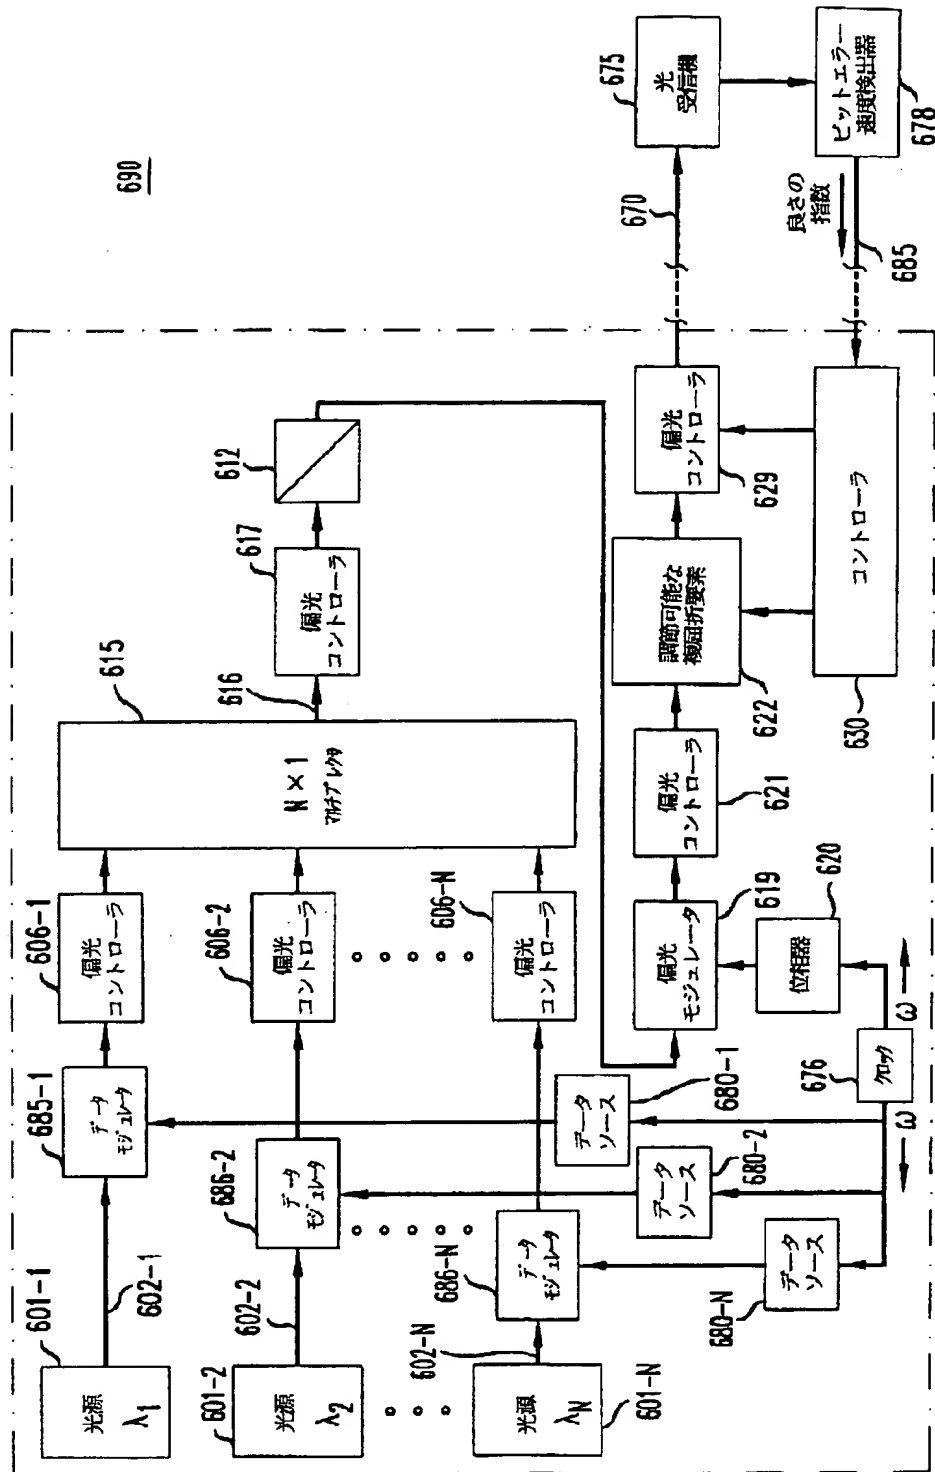 690
601-1
光源
λ1
602-1
685-1
データ
モジュレータ
606-1
偏光
コントローラ
615
N×1
マルチプレクサ
616
617
偏光
コントローラ
612
601-2
光源
λ2
602-2
686-2
データ
モジュレータ
606-2
偏光
コントローラ
601-N
光源
λN
602-N
686-N
データ
モジュレータ
606-N
偏光
コントローラ
680-1
データ
ソース
680-2
データ
ソース
680-N
データ
ソース
676
クロック
ω
ω
620
位相器
619
偏光
モジュレータ
621
偏光
コントローラ
622
調節可能な
複屈折要素
629
偏光
コントローラ
630
コントローラ
670
675
光
受信機
678
ビットエラー
速度検出器
良さの
指数
685